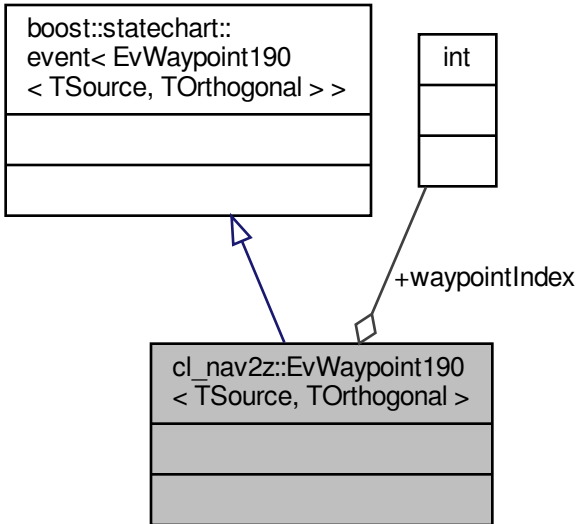 boost::statechart::
event< EvWaypoint190
< TSource, TOrthogonal > >
int
+waypointIndex
cl_nav2z::EvWaypoint190
< TSource, TOrthogonal >